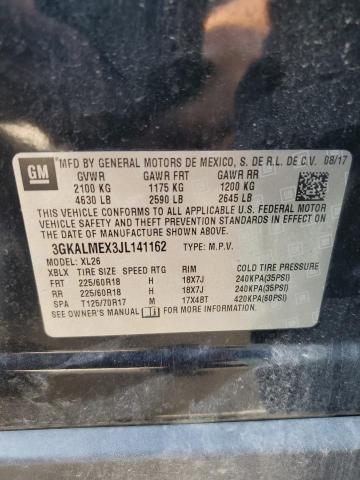 GM
MFD BY GENERAL MOTORS DE MEXICO, S. DE R.L. DE C.V. 08/17
GVWR GAWR FRT GAWR RR
2100 KG 1175 KG 1200 KG
4630 LB 2590 LB 2645 LB
THIS VEHICLE CONFORMS TO ALL APPLICABLE U.S. FEDERAL MOTOR
VEHICLE SAFETY AND THEFT PREVENTION STANDARDS IN EFFECT ON
THE DATE OF MANUFACTURE SHOWN ABOVE.
3GKALMEX3JL141162 TYPE: M.P.V.
MODEL: XL26
XBLX TIRE SIZE SPEED RTG RIM COLD TIRE PRESSURE
FRT 225/60R18 H 18X7J 240KPA(35PSI)
RR 225/60R18 H 18X7J 240KPA(35PSI)
SPA T125/70R17 M 17X4BT 420KPA(60PSI)
SEE OWNER'S MANUAL FOR MORE INFORMATION.